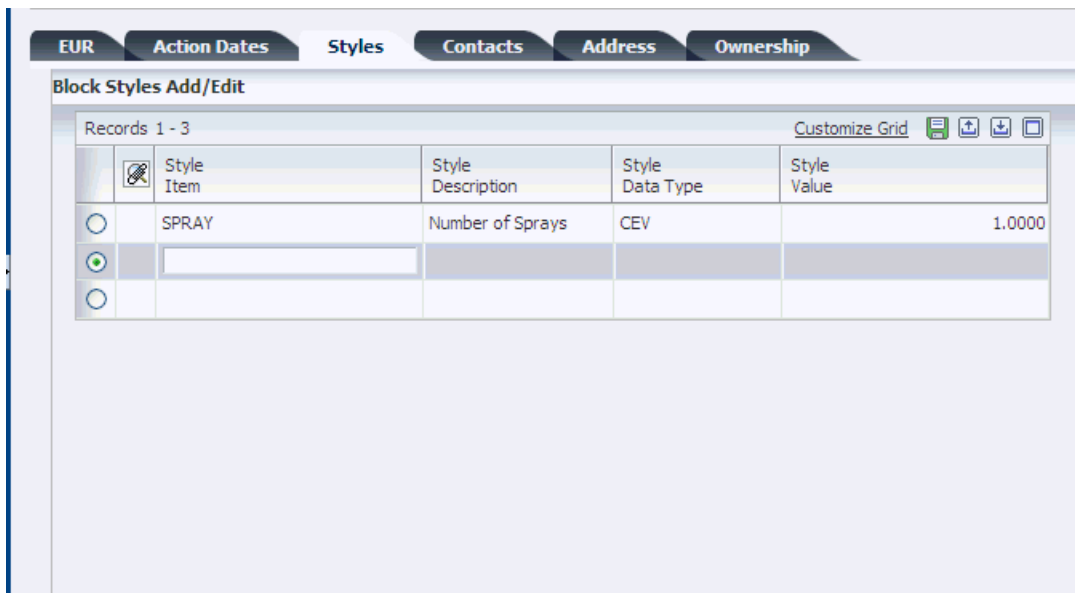 EUR Action Dates Styles Contacts Address Ownership
Block Styles Add/Edit
Records 1 - 3 Customize Grid
Style Item Style Description Style Data Type Style Value
SPRAY Number of Sprays CEV 1.0000